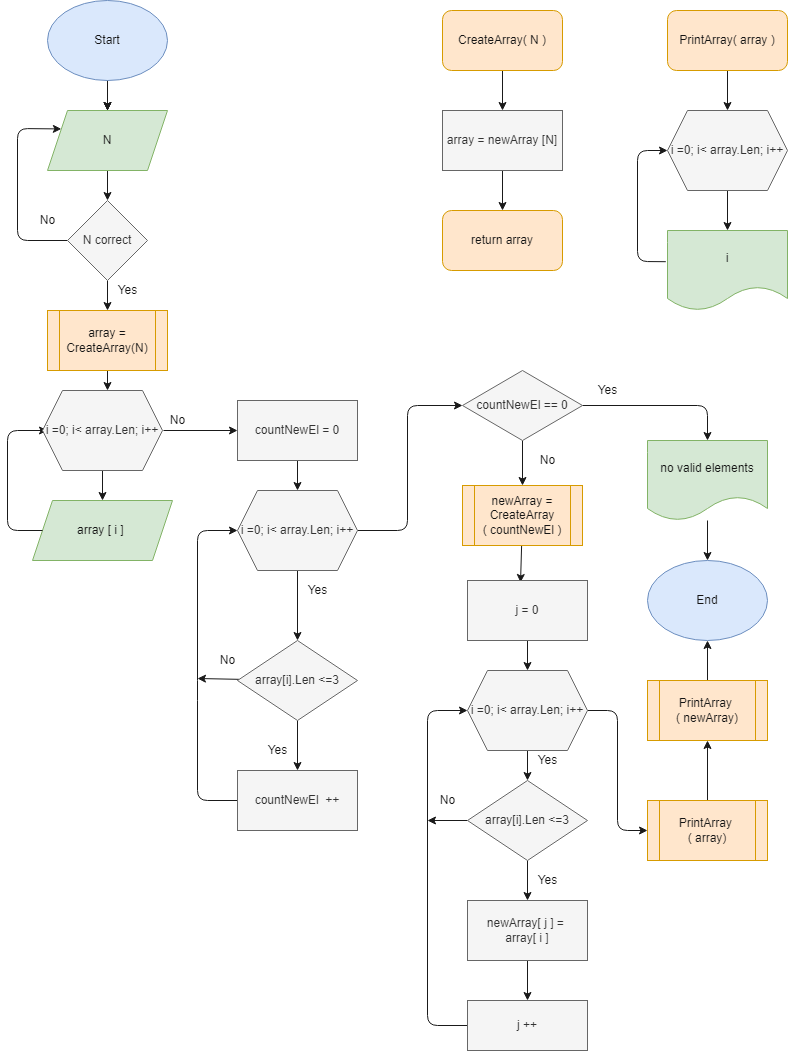 Start
N
No
N correct
Yes
array =
CreateArray(N)
i =0; i< array.Len; i++
No
array [ i ]
countNewEl = 0
i =0; i< array.Len; i++
Yes
No
array[i].Len <=3
Yes
countNewEl ++
CreateArray( N )
array = newArray [N]
return array
PrintArray( array )
i =0; i< array.Len; i++
i
countNewEl == 0
Yes
No
newArray =
CreateArray
( countNewEl )
j = 0
i =0; i< array.Len; i++
Yes
No
array[i].Len <=3
Yes
newArray[ j ] =
array[ i ]
j ++
no valid elements
End
PrintArray
( newArray)
PrintArray
( array)